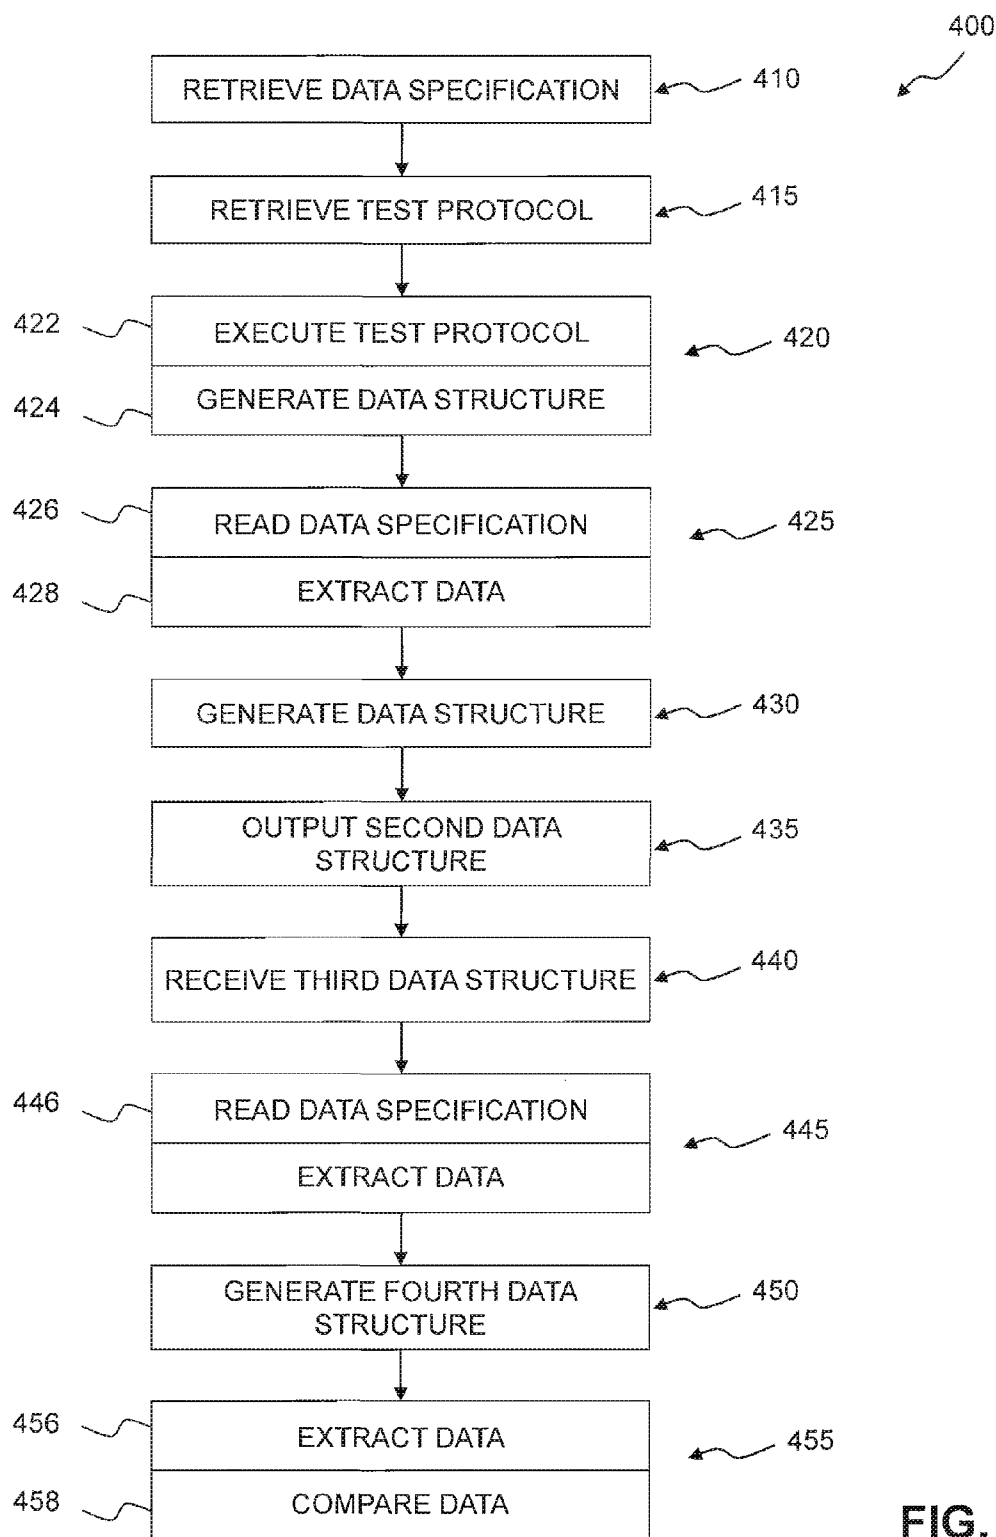 400
RETRIEVE DATA SPECIFICATION
410
RETRIEVE TEST PROTOCOL
415
422
EXECUTE TEST PROTOCOL
420
424
GENERATE DATA STRUCTURE
426
READ DATA SPECIFICATION
425
428
EXTRACT DATA
GENERATE DATA STRUCTURE
430
OUTPUT SECOND DATA
STRUCTURE
435
RECEIVE THIRD DATA STRUCTURE
440
446
READ DATA SPECIFICATION
445
EXTRACT DATA
GENERATE FOURTH DATA
STRUCTURE
450
456
EXTRACT DATA
455
458
COMPARE DATA
FIG.